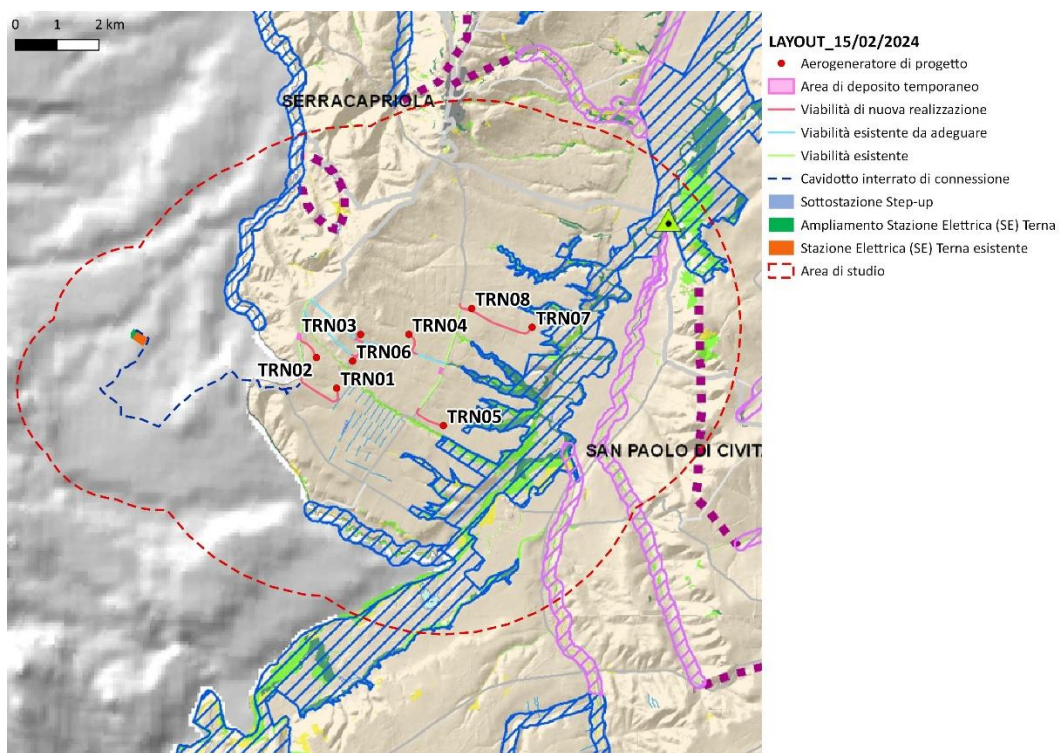 0 1 2 km
SERRACAPRIOLA
TRN08
TRN03
TRN04
TRN07
TRN06
TRN02
TRN01
TRN05
SAN PAOLO DI CIVITA
LAYOUT_15/02/2024
Aerogeneratore di progetto
Area di deposito temporaneo
Viabilità di nuova realizzazione
Viabilità esistente da adeguare
Viabilità esistente
Cavidotto interrato di connessione
Sottostazione Step-up
Ampliamento Stazione Elettrica (SE) Terna
Stazione Elettrica (SE) Terna esistente
Area di studio